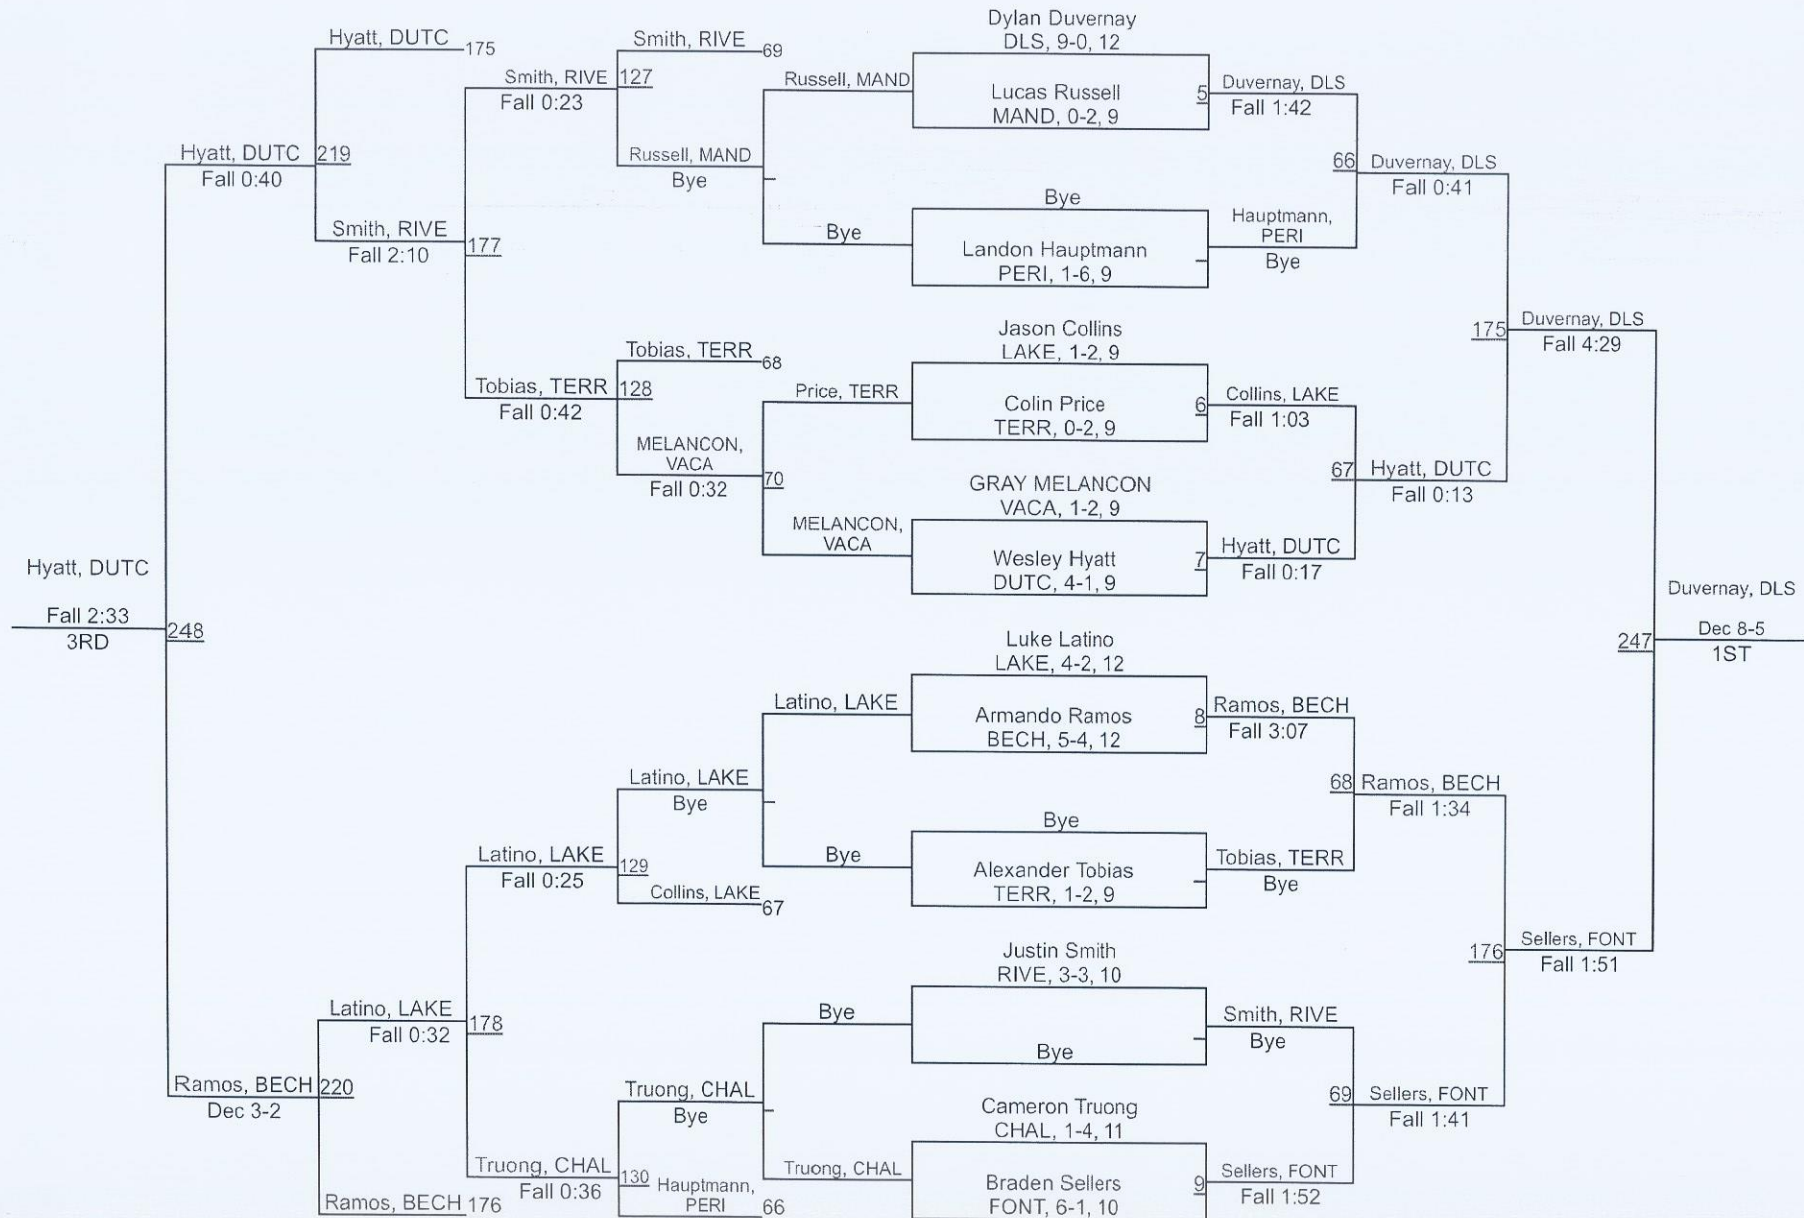 Dylan Duvernay
DLS, 9-0, 12
Lucas Russell
MAND, 0-2, 9
5
Bye
Landon Hauptmann
PERI, 1-6, 9
Jason Collins
LAKE, 1-2, 9
Colin Price
TERR, 0-2, 9
6
GRAY MELANCON
VACA, 1-2, 9
Wesley Hyatt
DUTC, 4-1, 9
7
Luke Latino
LAKE, 4-2, 12
Armando Ramos
BECH, 5-4, 12
8
Bye
Alexander Tobias
TERR, 1-2, 9
Justin Smith
RIVE, 3-3, 10
Bye
Cameron Truong
CHAL, 1-4, 11
Braden Sellers
FONT, 6-1, 10
9
Duvernay, DLS
Fall 1:42
66
Hauptmann,
PERI
Bye
Collins, LAKE
Fall 1:03
67
Hyatt, DUTC
Fall 0:17
Ramos, BECH
Fall 3:07
68
Tobias, TERR
Bye
Smith, RIVE
Bye
69
Sellers, FONT
Fall 1:52
Duvernay, DLS
Fall 0:41
175
Hyatt, DUTC
Fall 0:13
Ramos, BECH
Fall 1:34
176
Sellers, FONT
Fall 1:41
Duvernay, DLS
Fall 4:29
247
Sellers, FONT
Fall 1:51
Duvernay, DLS
Dec 8-5
1ST
Russell, MAND
Bye
Price, TERR
MELANCON,
VACA
Latino, LAKE
Bye
Bye
Truong, CHAL
Smith, RIVE
69
Russell, MAND
Bye
Tobias, TERR
68
MELANCON,
VACA
70
Fall 0:32
Latino, LAKE
Bye
Collins, LAKE
67
Truong, CHAL
Bye
Hauptmann,
PERI
66
Smith, RIVE
127
Fall 0:23
Tobias, TERR
128
Fall 0:42
Latino, LAKE
129
Fall 0:25
Truong, CHAL
130
Fall 0:36
Hyatt, DUTC
175
Smith, RIVE
177
Fall 2:10
Latino, LAKE
178
Fall 0:32
Ramos, BECH
176
Hyatt, DUTC
219
Fall 0:40
Ramos, BECH
220
Dec 3-2
Hyatt, DUTC
Fall 2:33
248
3RD